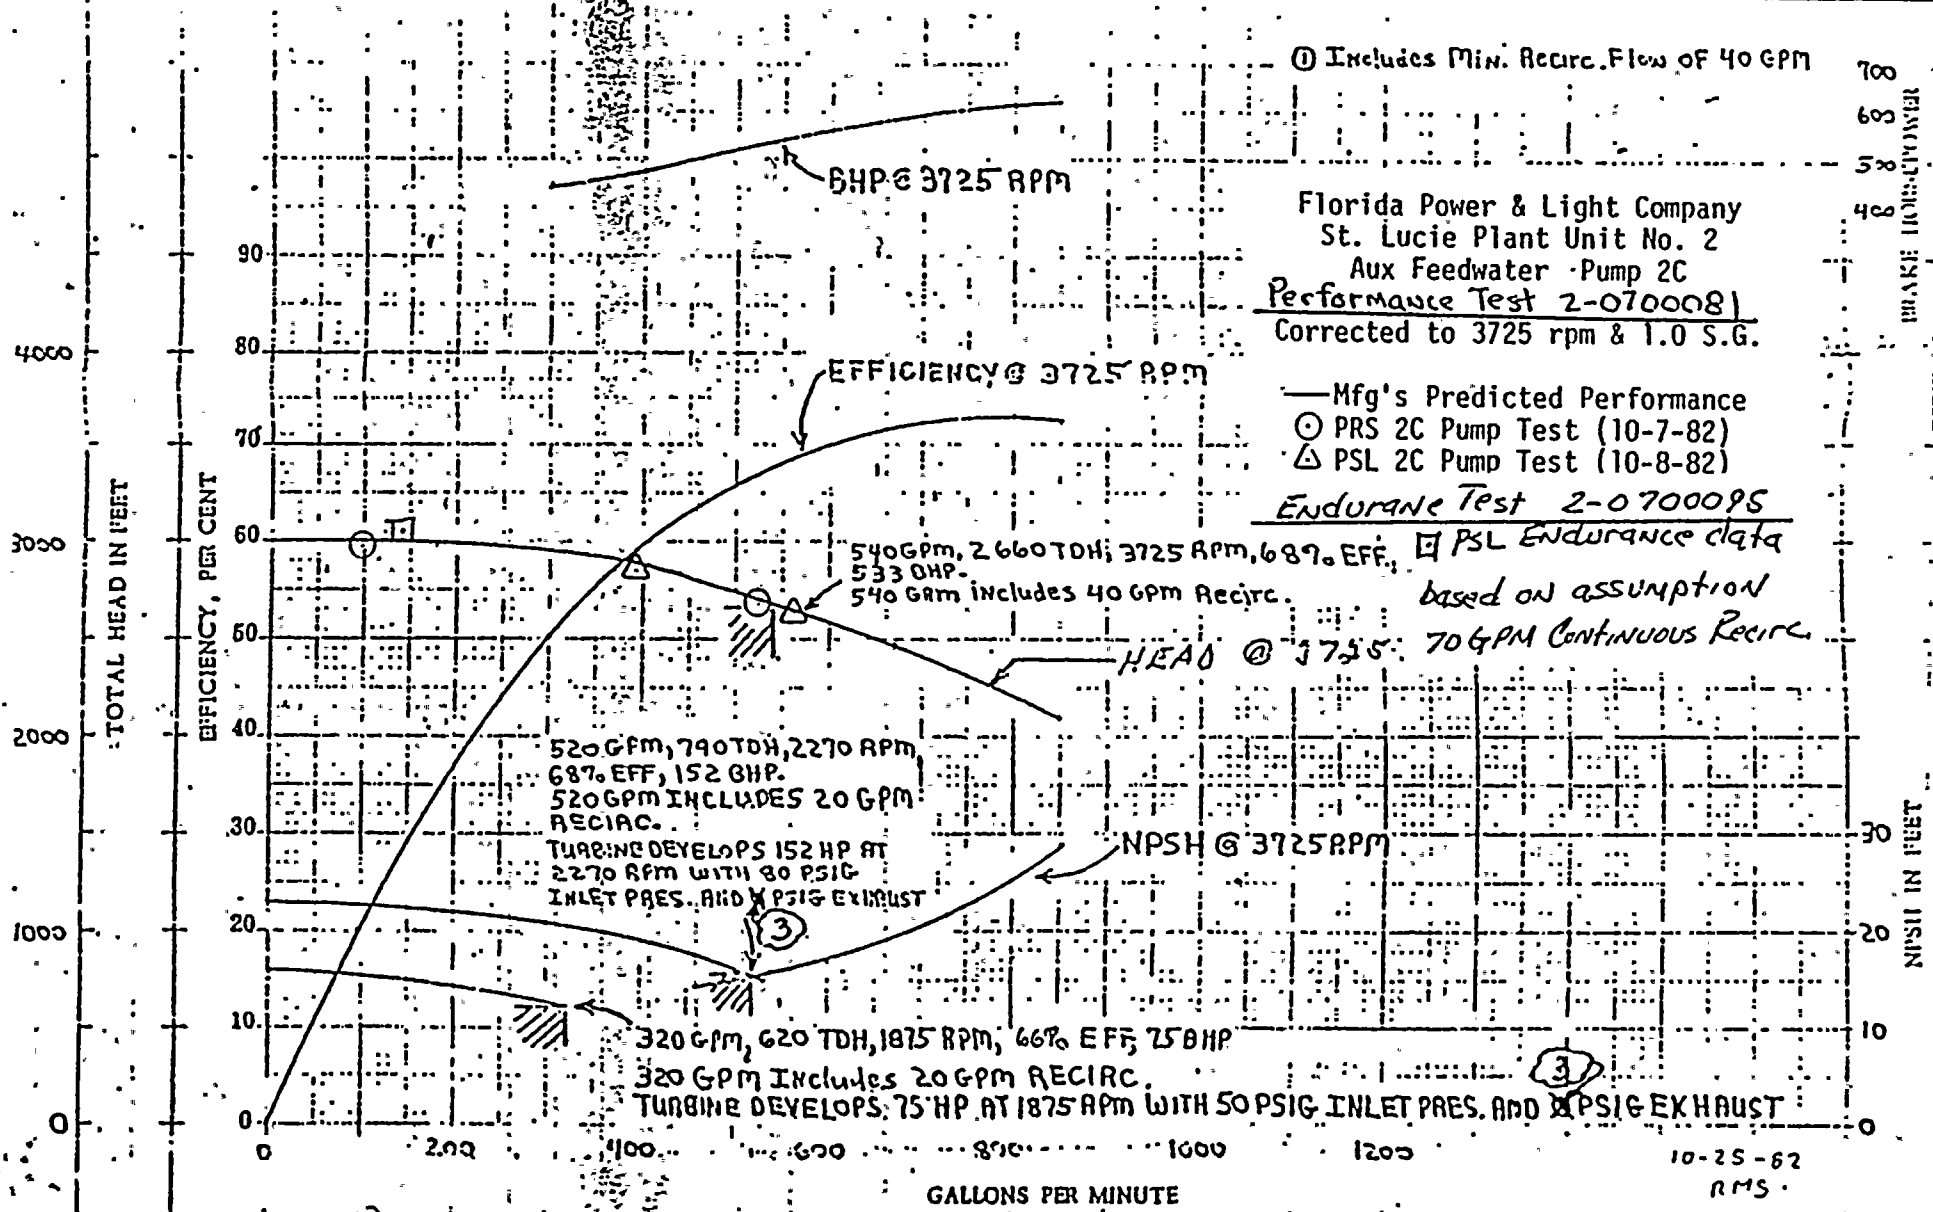 ① Includes Min. Recirc. Flow OF 40 GPM
700
600
500
400
BRAKE HORSEPOWER
BHP @ 3725 RPM
Florida Power & Light Company
St. Lucie Plant Unit No. 2
Aux Feedwater Pump 2C
Performance Test 2-0700081
Corrected to 3725 rpm & 1.0 S.G.
Mfg's Predicted Performance
PRS 2C Pump Test (10-7-82)
PSL 2C Pump Test (10-8-82)
Endurane Test 2-0700095
PSL Endurance data
based on assumption
70 GPM Continuous Recirc.
EFFICIENCY @ 3725 RPM
540 GPM, 2660 TDH, 3725 RPM, 68% EFF.,
533 BHP.
540 GPM includes 40 GPM Recirc.
HEAD @ 3725
520 GPM, 790 TDH, 2270 RPM,
68% EFF, 152 BHP.
520 GPM INCLUDES 20 GPM
RECIRC.
TURBINE DEVELOPS 152 HP AT
2270 RPM WITH 80 PSIG
INLET PRES. AND PSIG EXHAUST
3
NPSH @ 3725 RPM
320 GPM, 620 TDH, 1875 RPM, 66% EFF, 75 BHP
320 GPM Includes 20 GPM RECIRC.
TURBINE DEVELOPS 75 HP AT 1875 RPM WITH 50 PSIG INLET PRES. AND PSIG EXHAUST
3
TOTAL HEAD IN FEET
4000
3000
2000
1000
0
EFFICIENCY, PER CENT
90
80
70
60
50
40
30
20
10
0
NPSH IN FEET
30
20
10
0
0 200 400 600 800 1000 1200
GALLONS PER MINUTE
10-25-82
RMS.